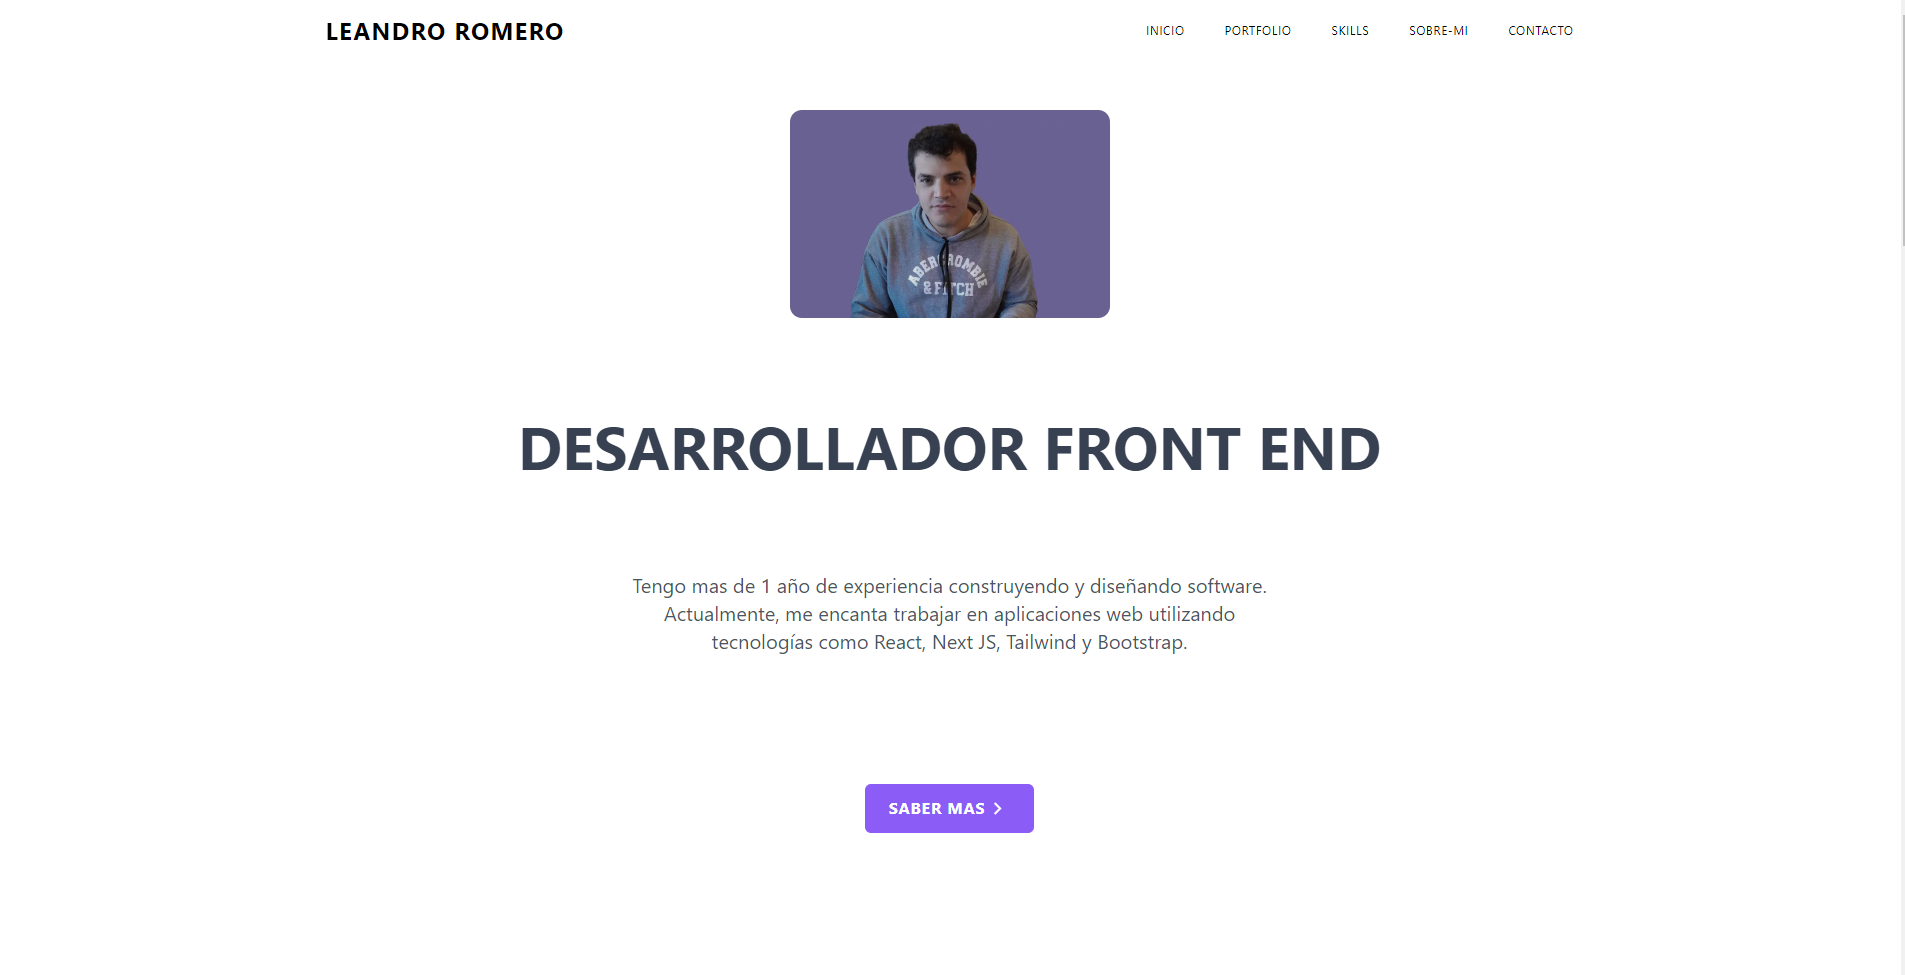 LEANDRO ROMERO
INICIO PORTFOLIO SKILLS SOBRE-MI CONTACTO
ABERCROMBIE
& FITCH
DESARROLLADOR FRONT END
Tengo mas de 1 año de experiencia construyendo y diseñando software.
Actualmente, me encanta trabajar en aplicaciones web utilizando
tecnologías como React, Next JS, Tailwind y Bootstrap.
SABER MAS